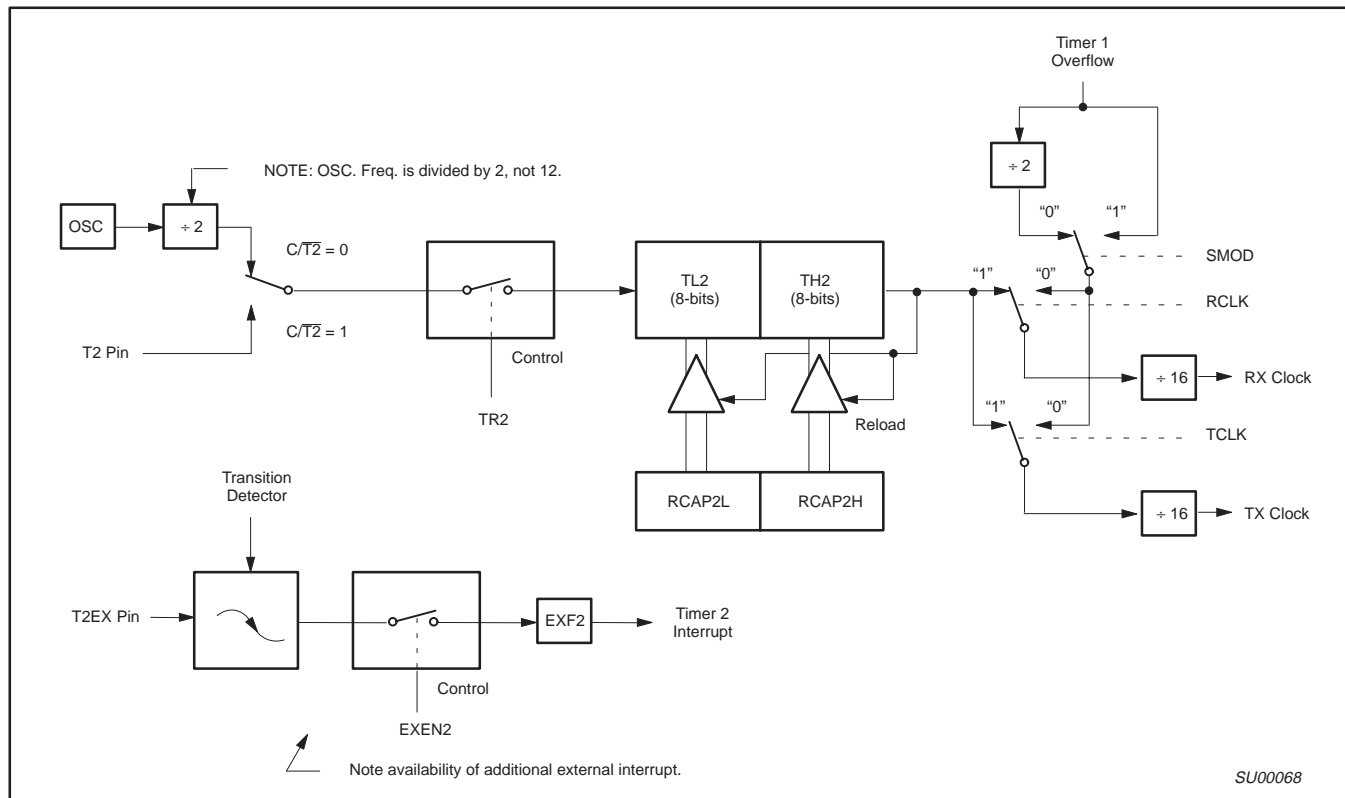 Timer 1
Overflow
NOTE: OSC. Freq. is divided by 2, not 12.
÷ 2
“0”
“1”
OSC
÷ 2
C/T2 = 0
SMOD
TL2
(8-bits)
TH2
(8-bits)
“1”
“0”
RCLK
C/T2 = 1
T2 Pin
Control
÷ 16
RX Clock
TR2
Reload
“1”
“0”
TCLK
Transition
Detector
RCAP2L
RCAP2H
÷ 16
TX Clock
T2EX Pin
EXF2
Timer 2
Interrupt
Control
EXEN2
Note availability of additional external interrupt.
SU00068